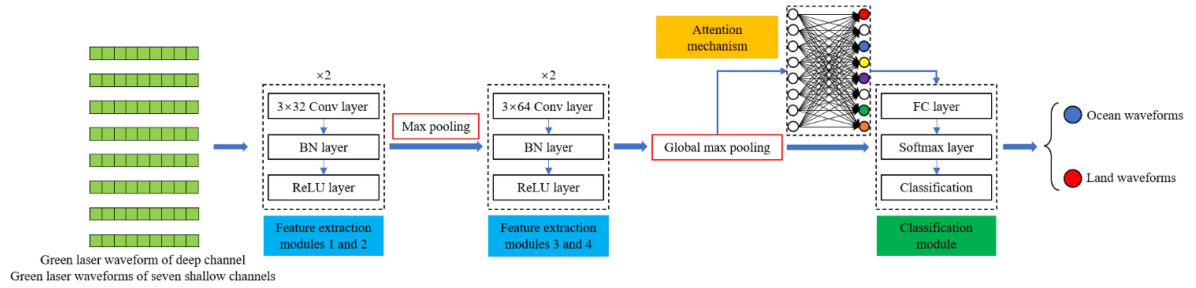 Green laser waveform of deep channel
Green laser waveforms of seven shallow channels
×2
3×32 Conv layer
BN layer
ReLU layer
Feature extraction
modules 1 and 2
Max pooling
×2
3×64 Conv layer
BN layer
ReLU layer
Feature extraction
modules 3 and 4
Global max pooling
Attention
mechanism
FC layer
Softmax layer
Classification
Classification
module
Ocean waveforms
Land waveforms